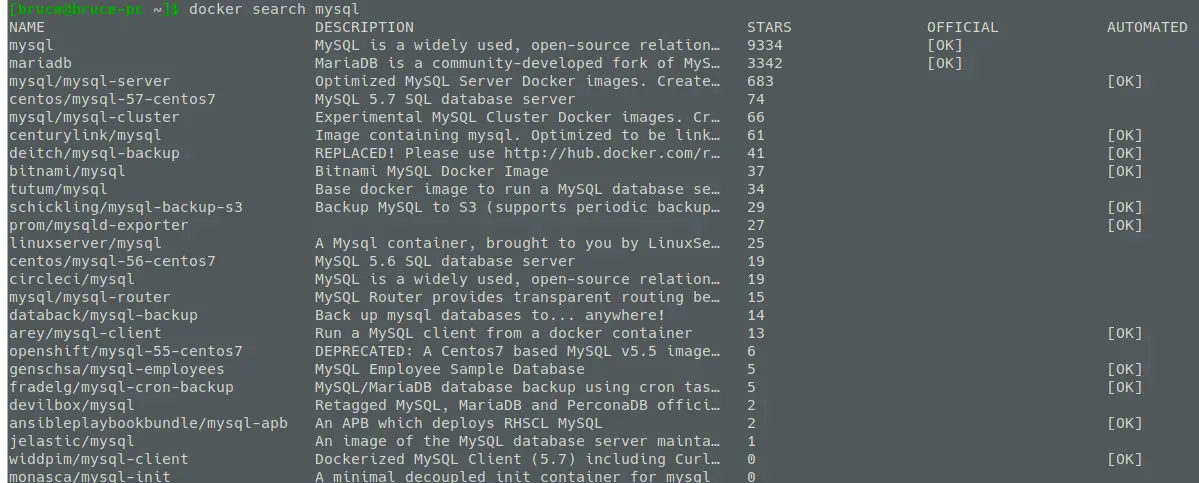 [bruce@bruce-pc ~]$ docker search mysql
NAME DESCRIPTION STARS OFFICIAL AUTOMATED
mysql MySQL is a widely used, open-source relation… 9334 [OK]
mariadb MariaDB is a community-developed fork of MyS… 3342 [OK]
mysql/mysql-server Optimized MySQL Server Docker images. Create… 683 [OK]
centos/mysql-57-centos7 MySQL 5.7 SQL database server 74
mysql/mysql-cluster Experimental MySQL Cluster Docker images. Cr… 66
centurylink/mysql Image containing mysql. Optimized to be link… 61 [OK]
deitch/mysql-backup REPLACED! Please use http://hub.docker.com/r… 41 [OK]
bitnami/mysql Bitnami MySQL Docker Image 37 [OK]
tutum/mysql Base docker image to run a MySQL database se… 34
schickling/mysql-backup-s3 Backup MySQL to S3 (supports periodic backup… 29 [OK]
prom/mysqld-exporter 27 [OK]
linuxserver/mysql A Mysql container, brought to you by LinuxSe… 25
centos/mysql-56-centos7 MySQL 5.6 SQL database server 19
circleci/mysql MySQL is a widely used, open-source relation… 19
mysql/mysql-router MySQL Router provides transparent routing be… 15
databack/mysql-backup Back up mysql databases to... anywhere! 14
arey/mysql-client Run a MySQL client from a docker container 13 [OK]
openshift/mysql-55-centos7 DEPRECATED: A Centos7 based MySQL v5.5 image… 6
genschsa/mysql-employees MySQL Employee Sample Database 5 [OK]
fradelg/mysql-cron-backup MySQL/MariaDB database backup using cron tas… 5 [OK]
devilbox/mysql Retagged MySQL, MariaDB and PerconaDB offici… 2
ansibleplaybookbundle/mysql-apb An APB which deploys RHSCL MySQL 2 [OK]
jelastic/mysql An image of the MySQL database server mainta… 1
widdpim/mysql-client Dockerized MySQL Client (5.7) including Curl… 0 [OK]
monasca/mysql-init A minimal decoupled init container for mysql 0